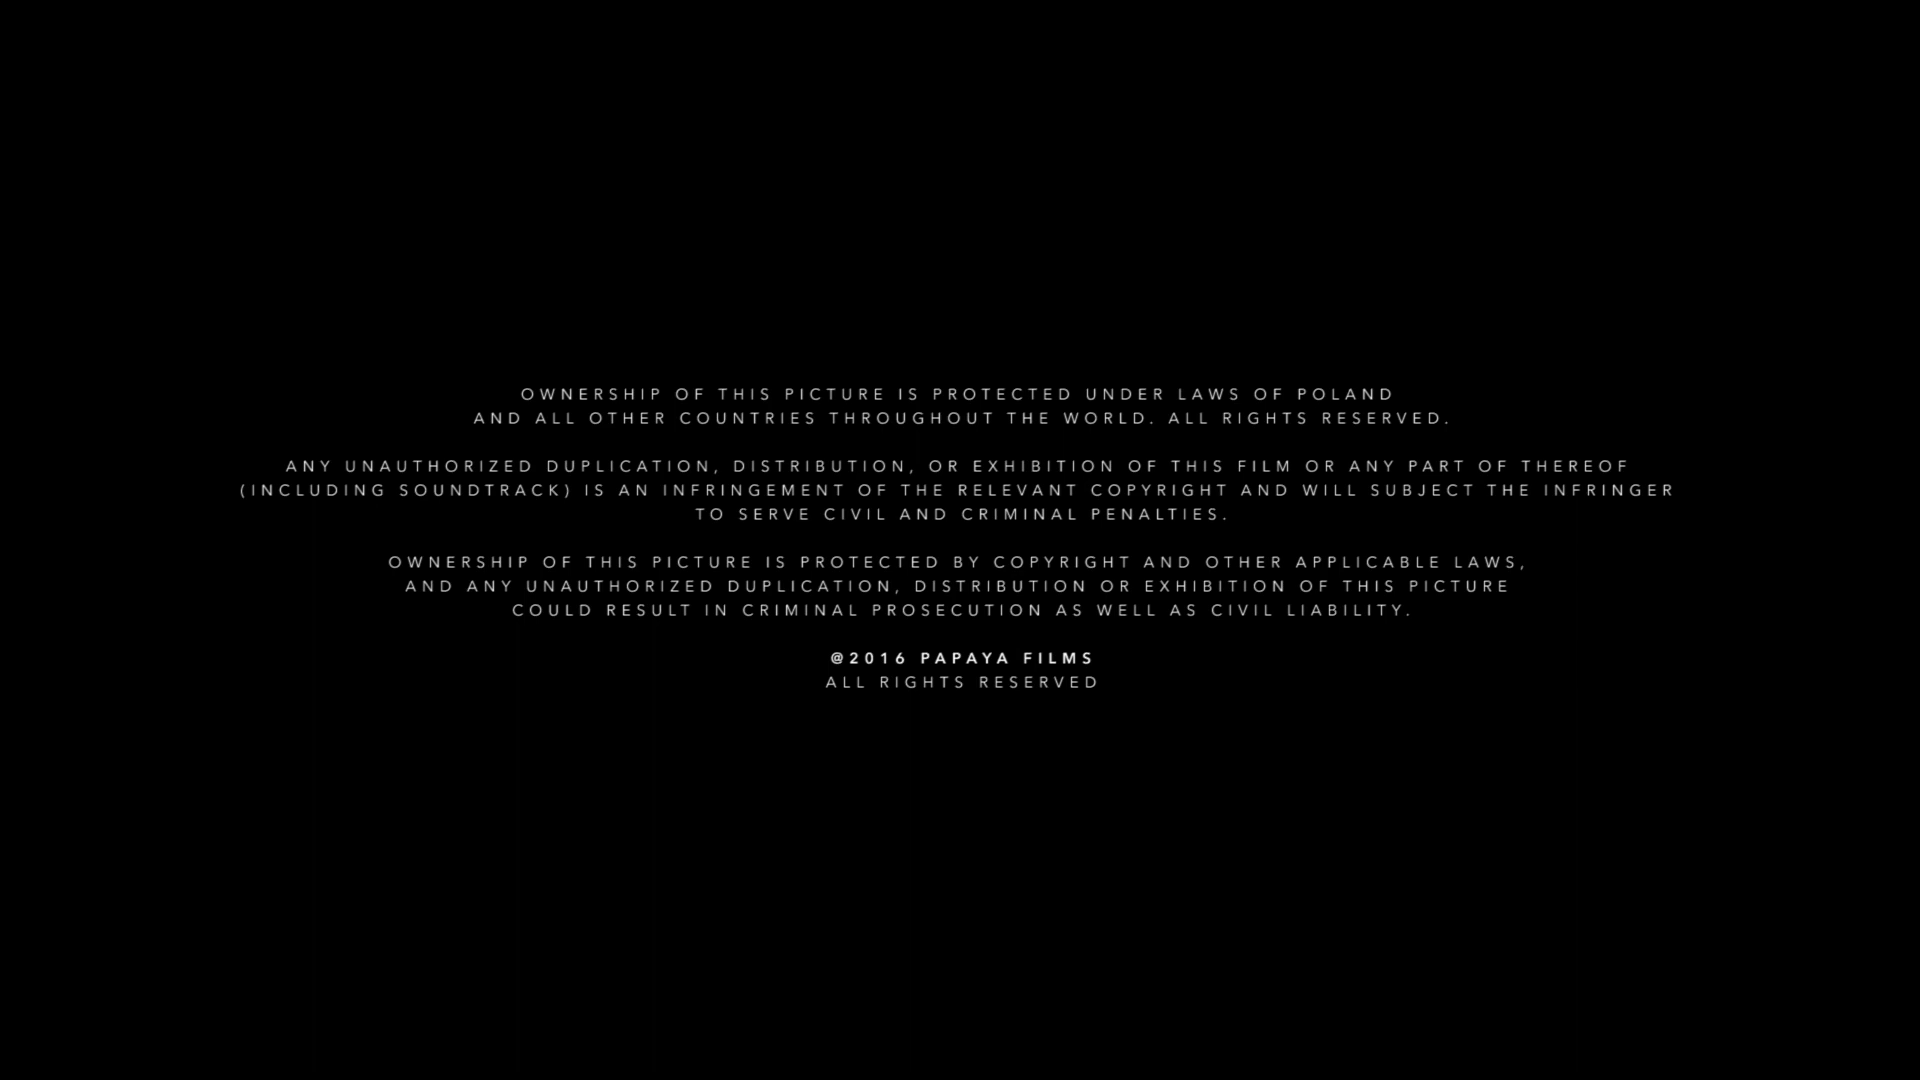 OWNERSHIP OF THIS PICTURE IS PROTECTED UNDER LAWS OF POLAND
AND ALL OTHER COUNTRIES THROUGHOUT THE WORLD. ALL RIGHTS RESERVED.
ANY UNAUTHORIZED DUPLICATION, DISTRIBUTION, OR EXHIBITION OF THIS FILM OR ANY PART OF THEREOF
(INCLUDING SOUNDTRACK) IS AN INFRINGEMENT OF THE RELEVANT COPYRIGHT AND WILL SUBJECT THE INFRINGER
TO SERVE CIVIL AND CRIMINAL PENALTIES.
OWNERSHIP OF THIS PICTURE IS PROTECTED BY COPYRIGHT AND OTHER APPLICABLE LAWS,
AND ANY UNAUTHORIZED DUPLICATION, DISTRIBUTION OR EXHIBITION OF THIS PICTURE
COULD RESULT IN CRIMINAL PROSECUTION AS WELL AS CIVIL LIABILITY.
@2016 PAPAYA FILMS
ALL RIGHTS RESERVED